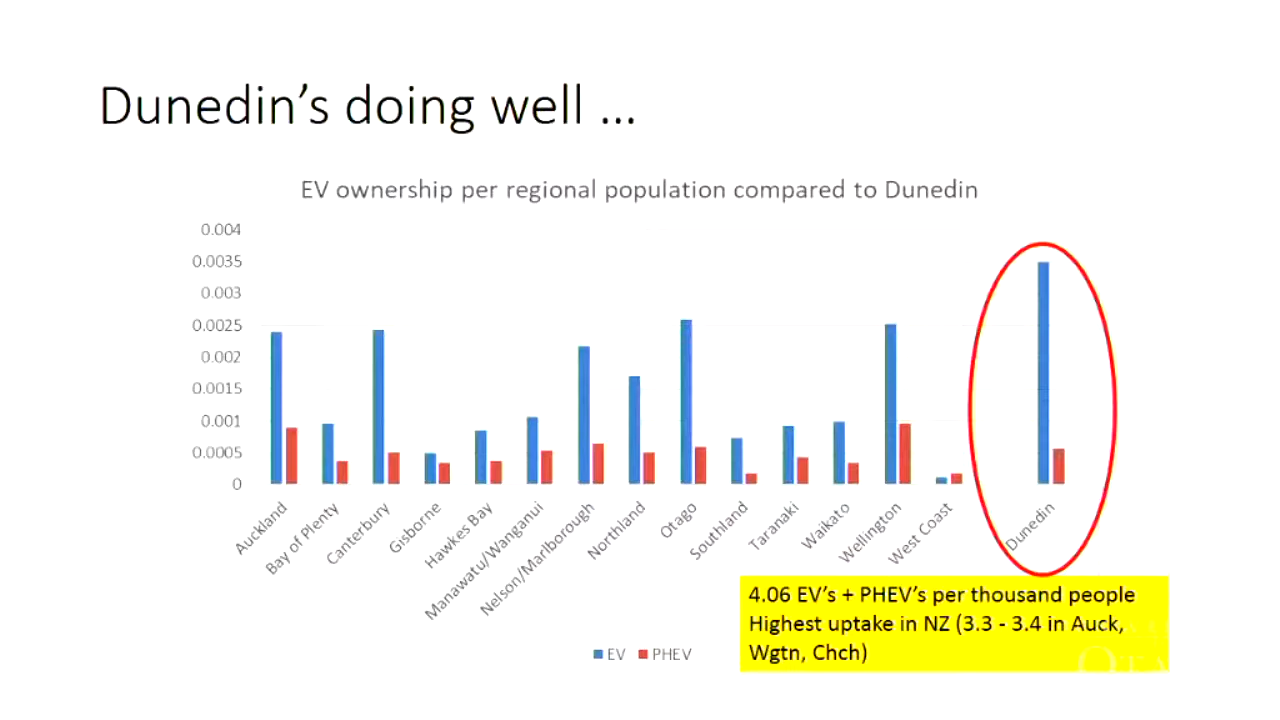 Dunedin's doing well ...
EV ownership per regional population compared to Dunedin
0.004
0.0035
0.003
0.0025
0.002
0.0015
0.001
0.0005
0
Auckland
Bay of Plenty
Canterbury
Gisborne
Hawkes Bay
Manawatu/Wanganui
Nelson/Marlborough
Northland
Otago
Southland
Taranaki
Waikato
Wellington
West Coast
Dunedin
4.06 EV's + PHEV's per thousand people
Highest uptake in NZ (3.3 - 3.4 in Auck,
Wgtn, Chch)
EV
PHEV